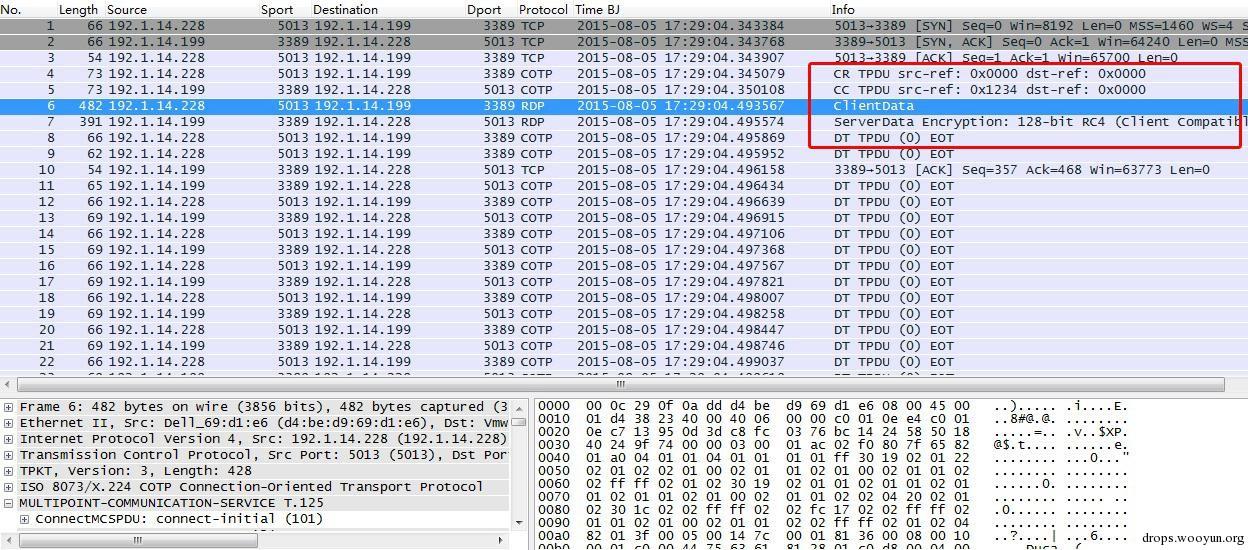 No. Length Source Sport Destination Dport Protocol Time BJ Info
1 66 192.1.14.228 5013 192.1.14.199 3389 TCP 2015-08-05 17:29:04.343384 5013→3389 [SYN] Seq=0 Win=8192 Len=0 MSS=1460 WS=4 S
2 66 192.1.14.199 3389 192.1.14.228 5013 TCP 2015-08-05 17:29:04.343768 3389→5013 [SYN, ACK] Seq=0 Ack=1 Win=64240 Len=0 MSS
3 54 192.1.14.228 5013 192.1.14.199 3389 TCP 2015-08-05 17:29:04.343907 5013→3389 [ACK] Seq=1 Ack=1 Win=65700 Len=0
4 73 192.1.14.228 5013 192.1.14.199 3389 COTP 2015-08-05 17:29:04.345079 CR TPDU src-ref: 0x0000 dst-ref: 0x0000
5 73 192.1.14.199 3389 192.1.14.228 5013 COTP 2015-08-05 17:29:04.350108 CC TPDU src-ref: 0x1234 dst-ref: 0x0000
6 482 192.1.14.228 5013 192.1.14.199 3389 RDP 2015-08-05 17:29:04.493567 ClientData
7 391 192.1.14.199 3389 192.1.14.228 5013 RDP 2015-08-05 17:29:04.495574 ServerData Encryption: 128-bit RC4 (Client Compatibl
8 66 192.1.14.228 5013 192.1.14.199 3389 COTP 2015-08-05 17:29:04.495869 DT TPDU (0) EOT
9 62 192.1.14.228 5013 192.1.14.199 3389 COTP 2015-08-05 17:29:04.495952 DT TPDU (0) EOT
10 54 192.1.14.199 3389 192.1.14.228 5013 TCP 2015-08-05 17:29:04.496158 3389→5013 [ACK] Seq=357 Ack=468 Win=63773 Len=0
11 65 192.1.14.199 3389 192.1.14.228 5013 COTP 2015-08-05 17:29:04.496434 DT TPDU (0) EOT
12 66 192.1.14.228 5013 192.1.14.199 3389 COTP 2015-08-05 17:29:04.496639 DT TPDU (0) EOT
13 69 192.1.14.199 3389 192.1.14.228 5013 COTP 2015-08-05 17:29:04.496915 DT TPDU (0) EOT
14 66 192.1.14.228 5013 192.1.14.199 3389 COTP 2015-08-05 17:29:04.497106 DT TPDU (0) EOT
15 69 192.1.14.199 3389 192.1.14.228 5013 COTP 2015-08-05 17:29:04.497368 DT TPDU (0) EOT
16 66 192.1.14.228 5013 192.1.14.199 3389 COTP 2015-08-05 17:29:04.497567 DT TPDU (0) EOT
17 69 192.1.14.199 3389 192.1.14.228 5013 COTP 2015-08-05 17:29:04.497821 DT TPDU (0) EOT
18 66 192.1.14.228 5013 192.1.14.199 3389 COTP 2015-08-05 17:29:04.498007 DT TPDU (0) EOT
19 69 192.1.14.199 3389 192.1.14.228 5013 COTP 2015-08-05 17:29:04.498258 DT TPDU (0) EOT
20 66 192.1.14.228 5013 192.1.14.199 3389 COTP 2015-08-05 17:29:04.498447 DT TPDU (0) EOT
21 69 192.1.14.199 3389 192.1.14.228 5013 COTP 2015-08-05 17:29:04.498746 DT TPDU (0) EOT
22 66 192.1.14.228 5013 192.1.14.199 3389 COTP 2015-08-05 17:29:04.499037 DT TPDU (0) EOT
Frame 6: 482 bytes on wire (3856 bits), 482 bytes captured (3
Ethernet II, Src: Dell_69:d1:e6 (d4:be:d9:69:d1:e6), Dst: Vmw
Internet Protocol Version 4, Src: 192.1.14.228 (192.1.14.228)
Transmission Control Protocol, Src Port: 5013 (5013), Dst Por
TPKT, Version: 3, Length: 428
ISO 8073/X.224 COTP Connection-Oriented Transport Protocol
MULTIPOINT-COMMUNICATION-SERVICE T.125
ConnectMCSPDU: connect-initial (101)
0000 00 0c 29 0f 0a dd d4 be d9 69 d1 e6 08 00 45 00 ..)..... .i....E.
0010 01 d4 38 23 40 00 40 06 00 00 c0 01 0e e4 c0 01 ..8#@.@. ........
0020 0e c7 13 95 0d 3d c8 fc 03 76 bc 14 24 58 50 18 .....=.. .v..$XP.
0030 40 24 9f 74 00 00 03 00 01 ac 02 f0 80 7f 65 82 @$.t.... ......e.
0040 01 a0 04 01 01 04 01 01 01 01 ff 30 19 02 01 22 ........ ...0..."
0050 02 01 02 02 01 00 02 01 01 02 01 00 02 01 01 02 ........ ........
0060 02 ff ff 02 01 02 30 19 02 01 01 02 01 01 02 01 ......0. ........
0070 01 02 01 01 02 01 00 02 01 01 02 02 04 20 02 01 ........ ..... ..
0080 02 30 1c 02 02 ff ff 02 02 fc 17 02 02 ff ff 02 .0...... ........
0090 01 01 02 01 00 02 01 01 02 02 ff ff 02 01 02 04 ........ ........
00a0 82 01 3f 00 05 00 14 7c 00 01 81 36 00 08 00 10 ..?....| ...6....
drops.wooyun.org